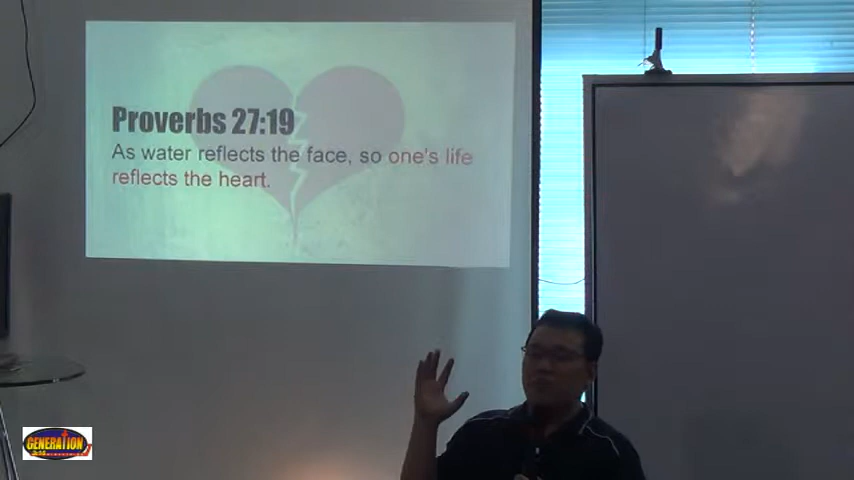 Proverbs 27:19
As water reflects the face, so one's life
reflects the heart.
GENERATION